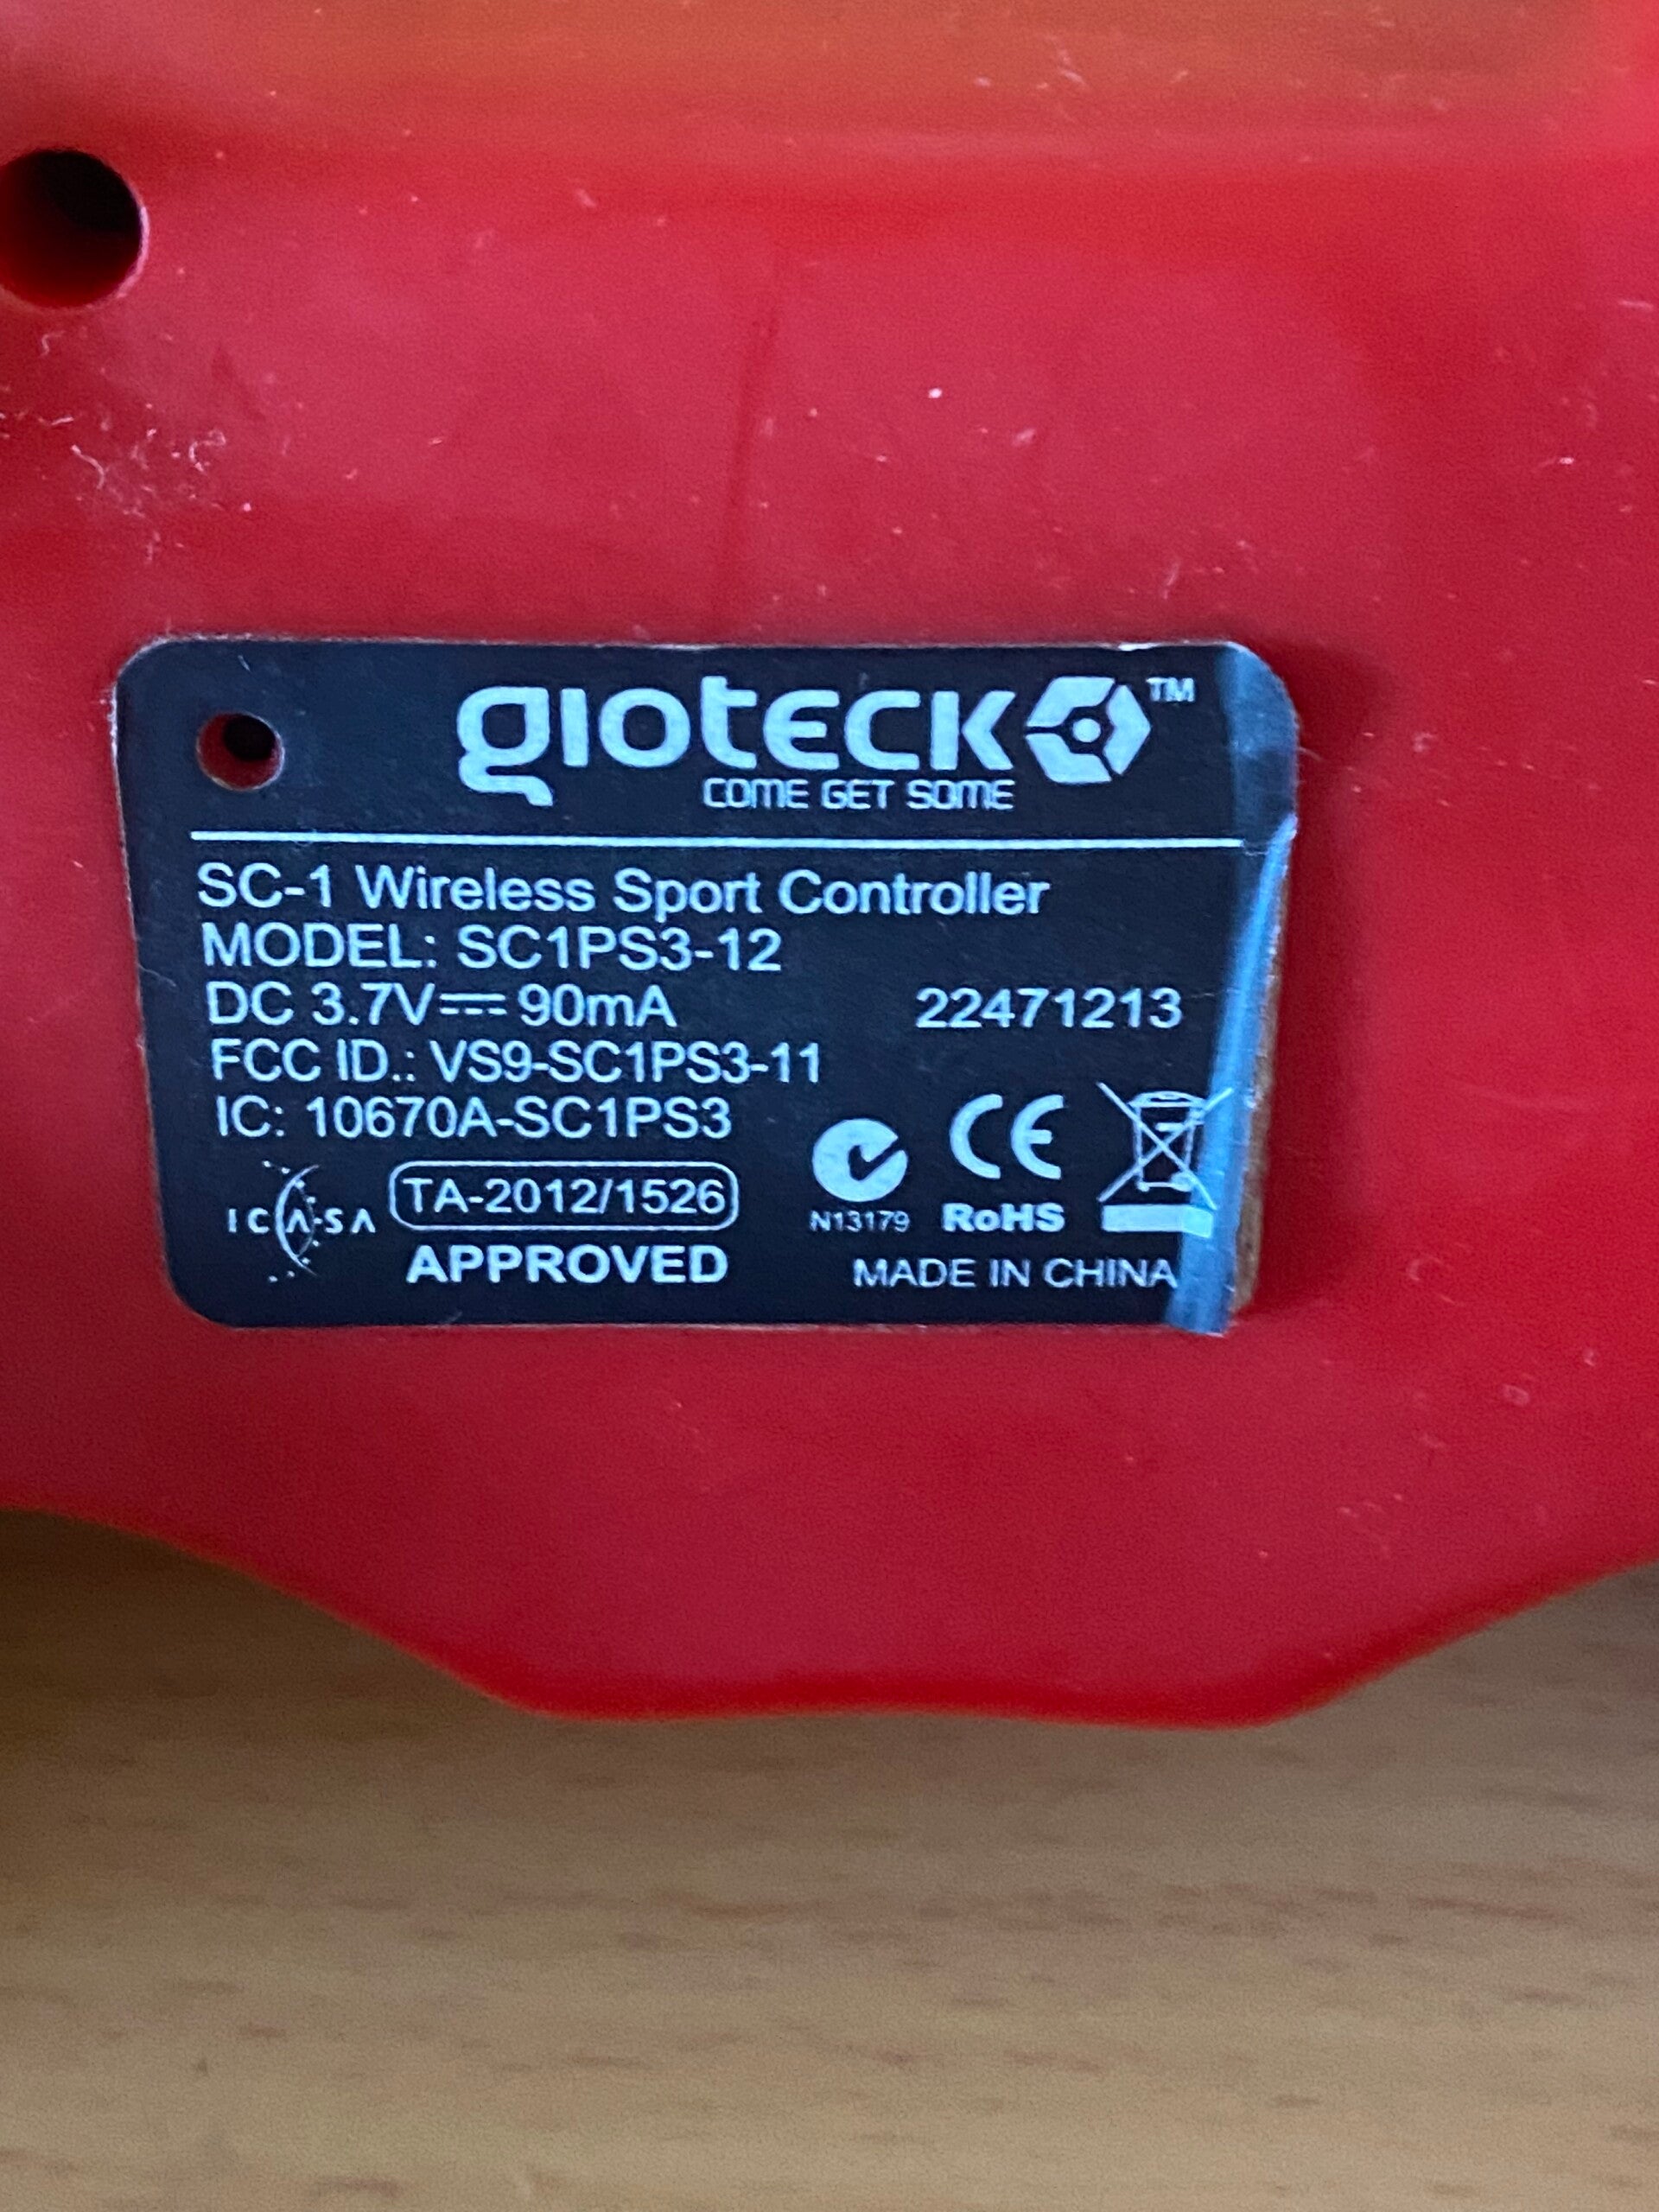 gioteck™
COME GET SOME
SC-1 Wireless Sport Controller
MODEL: SC1PS3-12
DC 3.7V⎓90mA 22471213
FCC ID.: VS9-SC1PS3-11
IC: 10670A-SC1PS3
ICASA TA-2012/1526
APPROVED
N13179
CE
RoHS
MADE IN CHINA